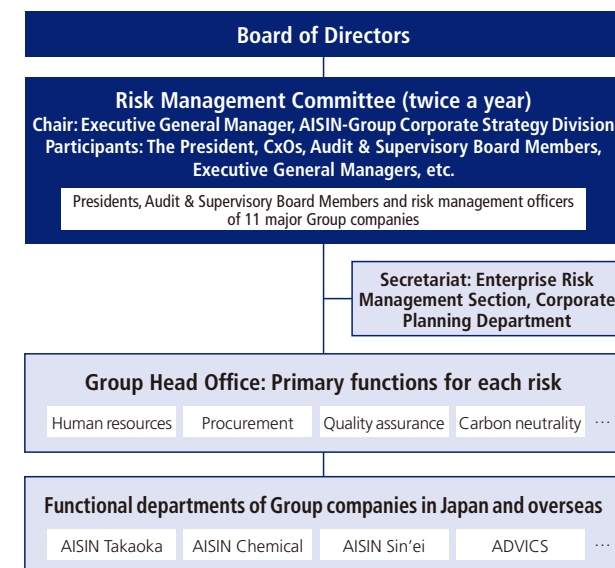 Board of Directors
Risk Management Committee (twice a year)
Chair: Executive General Manager, AISIN-Group Corporate Strategy Division
Participants: The President, CxOs, Audit & Supervisory Board Members,
Executive General Managers, etc.
Presidents, Audit & Supervisory Board Members and risk management officers
of 11 major Group companies
Secretariat: Enterprise Risk
Management Section, Corporate
Planning Department
Group Head Office: Primary functions for each risk
Human resources Procurement Quality assurance Carbon neutrality …
Functional departments of Group companies in Japan and overseas
AISIN Takaoka AISIN Chemical AISIN Sin’ei ADVICS …